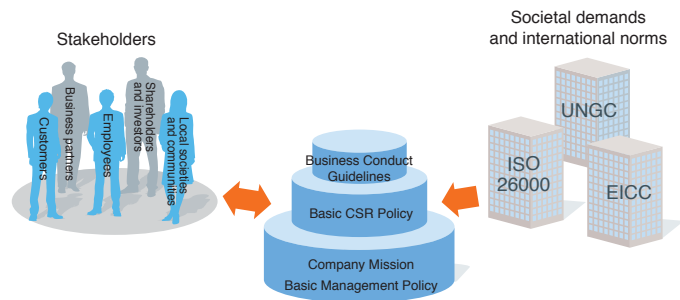 Stakeholders
Customers
Business partners
Employees
Shareholders
and investors
Local societies
and communities
Business Conduct
Guidelines
Basic CSR Policy
Company Mission
Basic Management Policy
Societal demands
and international norms
UNGC
ISO
26000
EICC